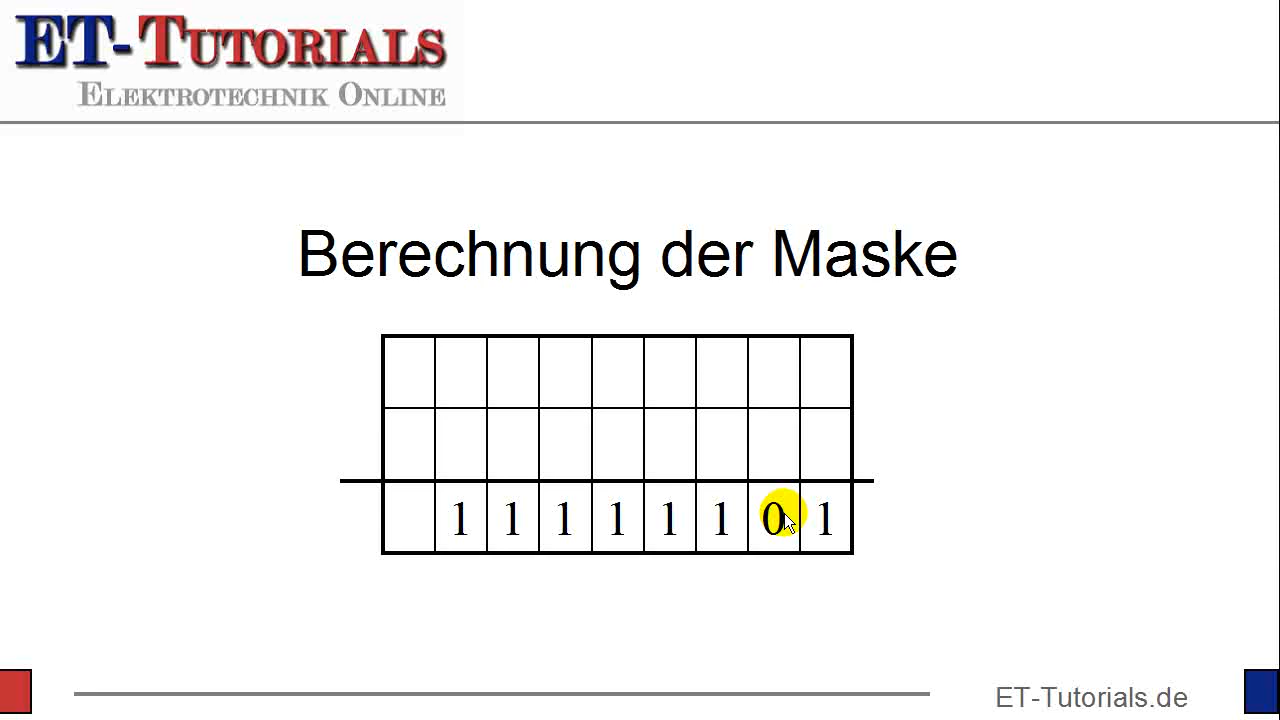 ET-Tutorials
Elektrotechnik Online
Berechnung der Maske
1 1 1 1 1 1 0 1
ET-Tutorials.de